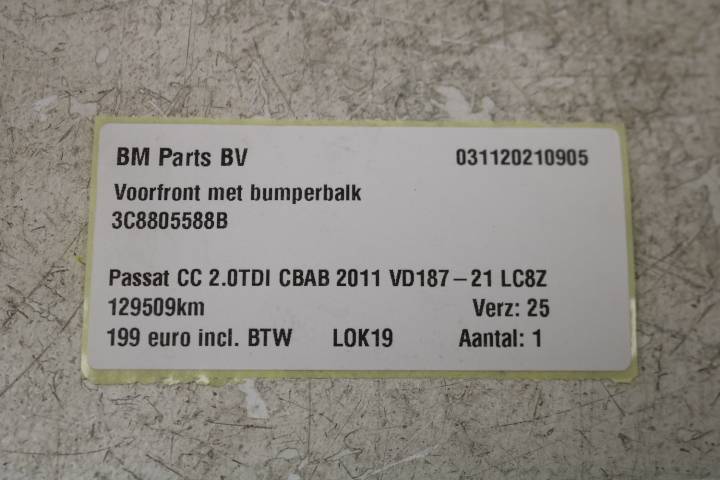 BM Parts BV 031120210905
Voorfront met bumperbalk
3C8805588B
Passat CC 2.0TDI CBAB 2011 VD187-21 LC8Z
129509km Verz: 25
199 euro incl. BTW LOK19 Aantal: 1